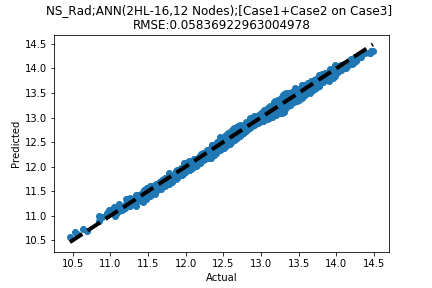 NS_Rad;ANN(2HL-16,12 Nodes);[Case1+Case2 on Case3]
RMSE:0.05836922963004978
14.5
14.0
13.5
13.0
12.5
12.0
11.5
11.0
10.5
Predicted
10.5 11.0 11.5 12.0 12.5 13.0 13.5 14.0 14.5
Actual